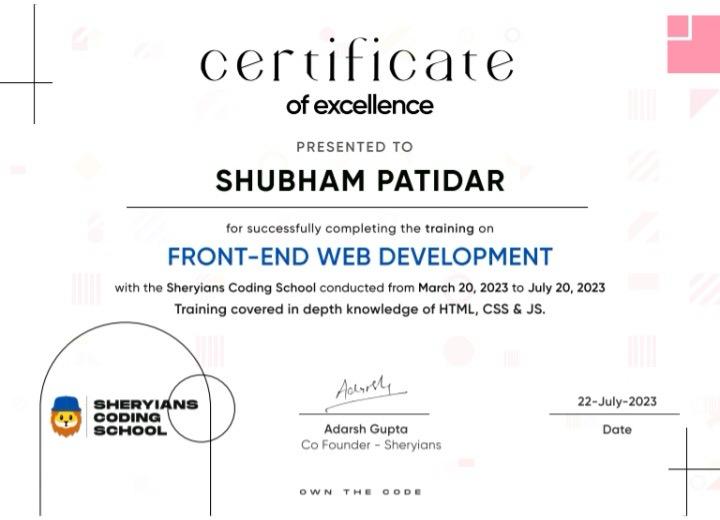 certificate
of excellence
PRESENTED TO
SHUBHAM PATIDAR
for successfully completing the training on
FRONT-END WEB DEVELOPMENT
with the Sheryians Coding School conducted from March 20, 2023 to July 20, 2023
Training covered in depth knowledge of HTML, CSS & JS.
SHERYIANS
CODING
SCHOOL
Adarsh
Adarsh Gupta
Co Founder - Sheryians
22-July-2023
Date
OWN THE CODE